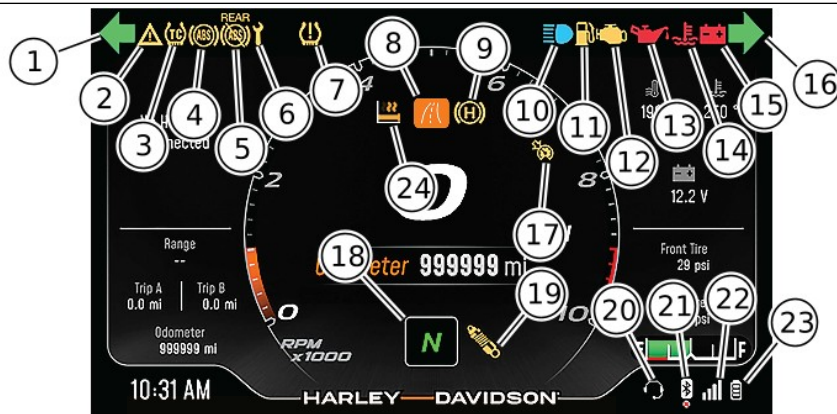 REAR
TC
ABS
ABS
H
1
2
3
4
5
6
7
8
9
10
11
12
13
14
15
16
17
18
19
20
21
22
23
24
4
6
2
8
0
10
12.2 V
Range
--
Trip A
0.0 mi
Trip B
0.0 mi
Odometer
999999 mi
999999 mi
Front Tire
29 psi
N
RPM
x1000
F
10:31 AM
HARLEY-DAVIDSON